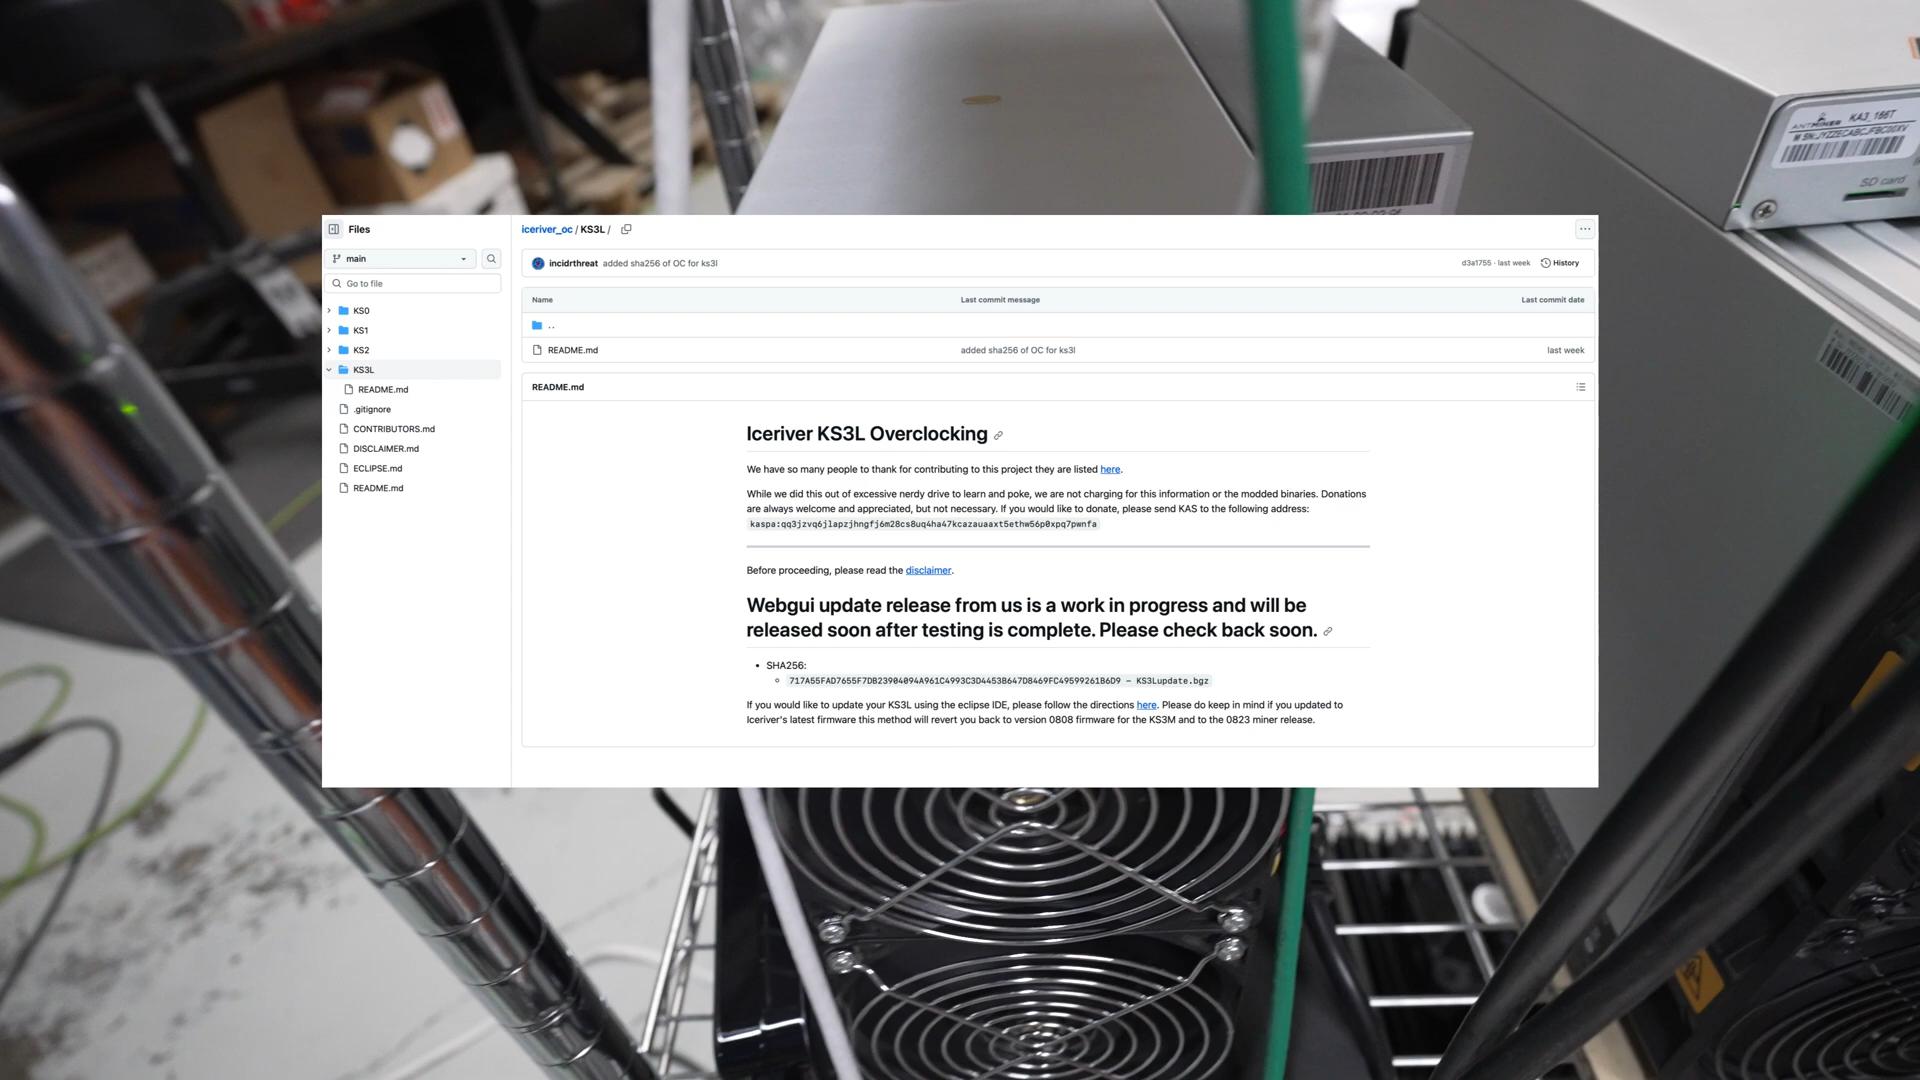 ANTMINER KA3_166T
SD card
Files
iceriver_oc / KS3L /
main
incidrthreat added sha256 of OC for ks3l
d3a1755 · last week
History
Go to file
Name
Last commit message
Last commit date
KS0
..
KS1
KS2
README.md
added sha256 of OC for ks3l
last week
KS3L
README.md
README.md
.gitignore
CONTRIBUTORS.md
DISCLAIMER.md
ECLIPSE.md
README.md
Iceriver KS3L Overclocking
We have so many people to thank for contributing to this project they are listed here.
While we did this out of excessive nerdy drive to learn and poke, we are not charging for this information or the modded binaries. Donations
are always welcome and appreciated, but not necessary. If you would like to donate, please send KAS to the following address:
kaspa:qq3jzvq6jlapzjhngfj6m28cs8uq4ha47kcazauaaxt5ethw56p0xpq7pwnfa
Before proceeding, please read the disclaimer.
Webgui update release from us is a work in progress and will be
released soon after testing is complete. Please check back soon.
SHA256:
717A55FAD7655F7DB23904094A961C4993C3D4453B647D8469FC49599261B6D9 – KS3Lupdate.bgz
If you would like to update your KS3L using the eclipse IDE, please follow the directions here. Please do keep in mind if you updated to
Iceriver's latest firmware this method will revert you back to version 0808 firmware for the KS3M and to the 0823 miner release.